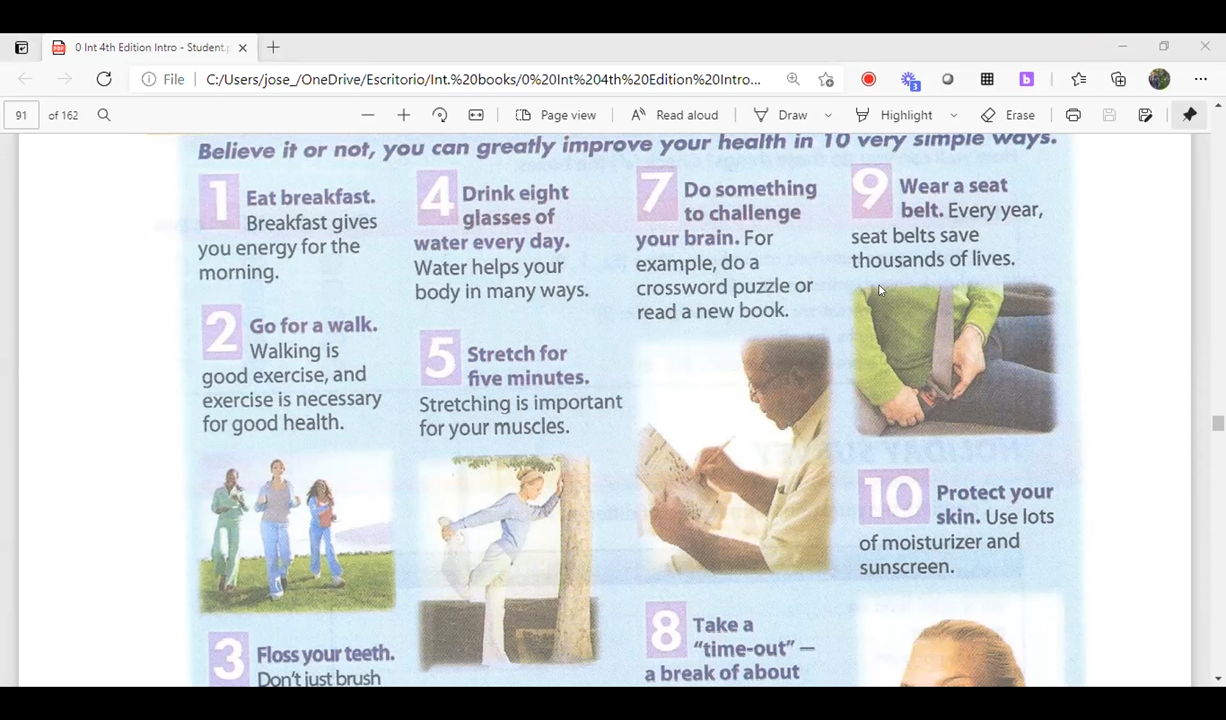 0 Int 4th Edition Intro - Student.p
File
C:/Users/jose_/OneDrive/Escritorio/Int.%20books/0%20Int%204th%20Edition%20Intro...
3
b
91
of 162
Page view
Read aloud
Draw
Highlight
Erase
Believe it or not, you can greatly improve your health in 10 very simple ways.
1 Eat breakfast.
Breakfast gives
you energy for the
morning.
2 Go for a walk.
Walking is
good exercise, and
exercise is necessary
for good health.
3 Floss your teeth.
Don't just brush
4 Drink eight
glasses of
water every day.
Water helps your
body in many ways.
5 Stretch for
five minutes.
Stretching is important
for your muscles.
7 Do something
to challenge
your brain. For
example, do a
crossword puzzle or
read a new book.
8 Take a
"time-out" —
a break of about
9 Wear a seat
belt. Every year,
seat belts save
thousands of lives.
10 Protect your
skin. Use lots
of moisturizer and
sunscreen.